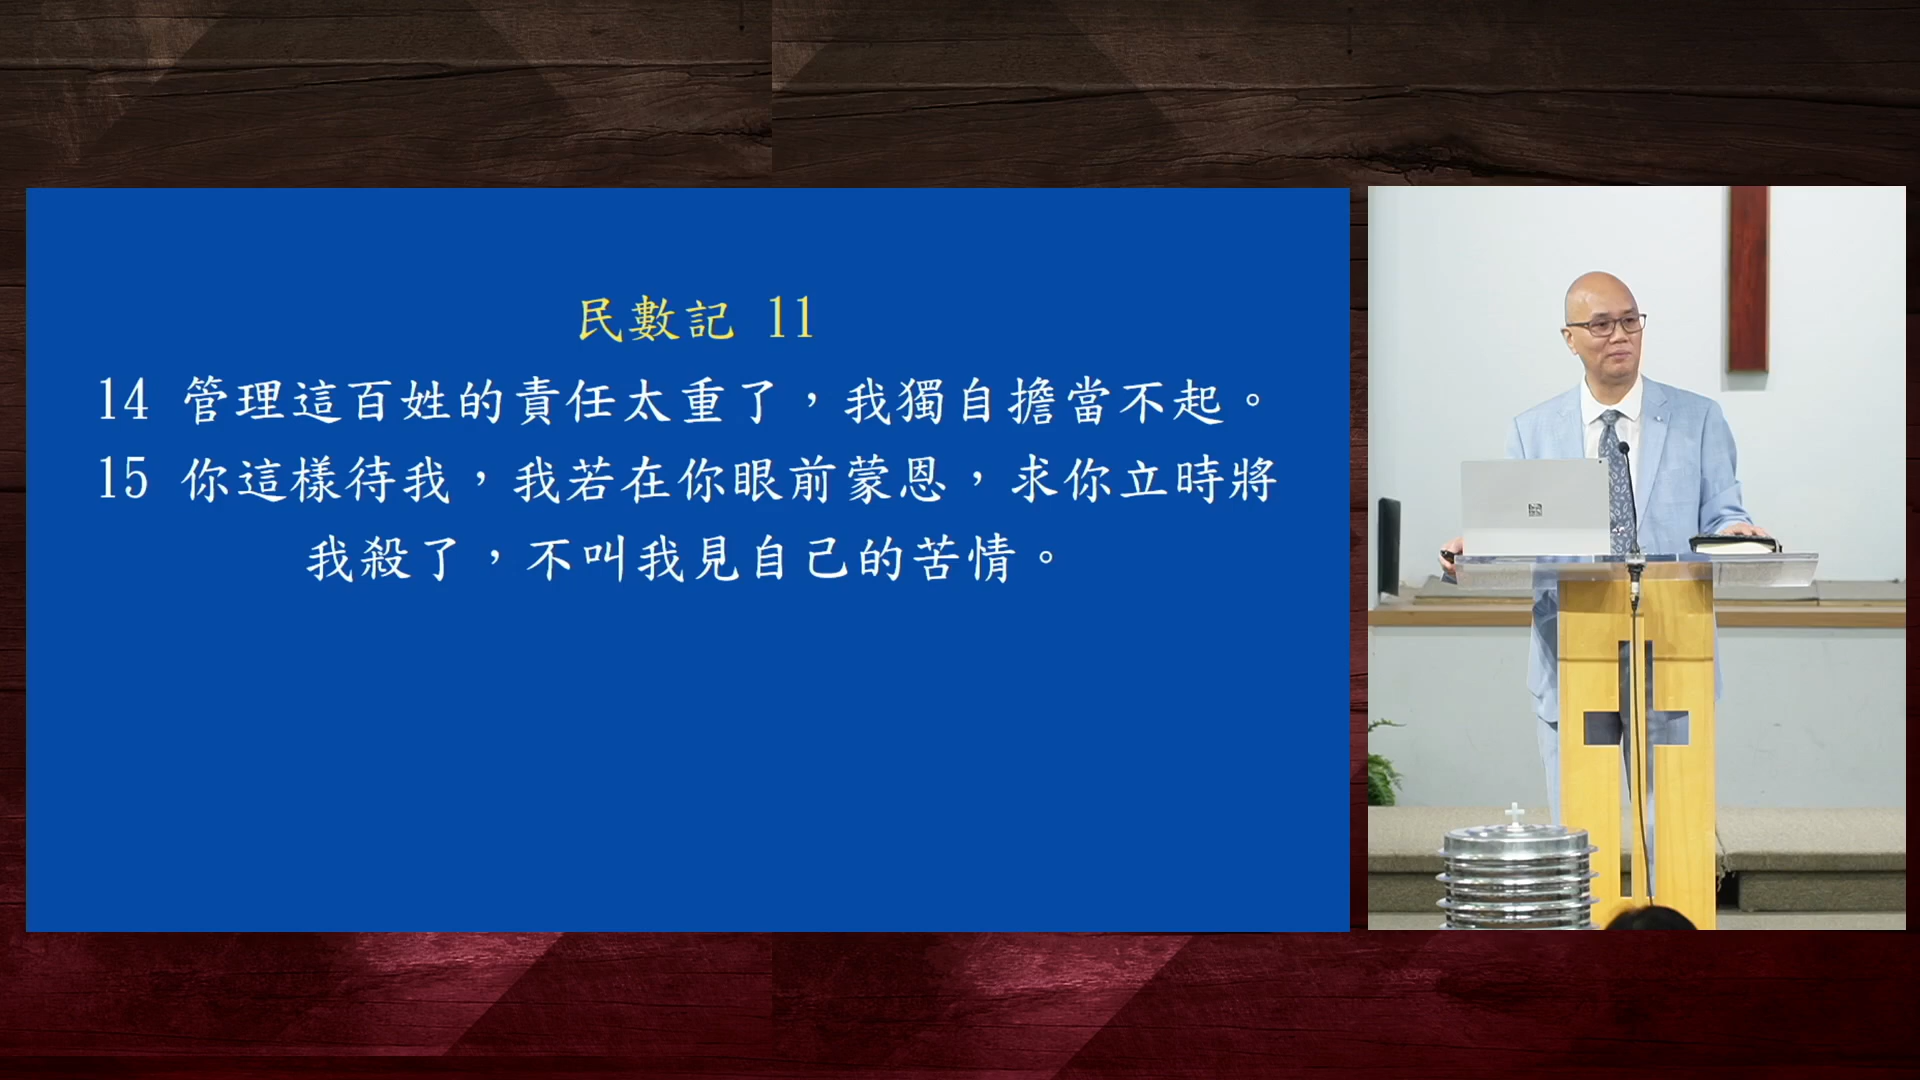 民數記 11
14 管理這百姓的責任太重了，我獨自擔當不起。
15 你這樣待我，我若在你眼前蒙恩，求你立時將
我殺了，不叫我見自己的苦情。